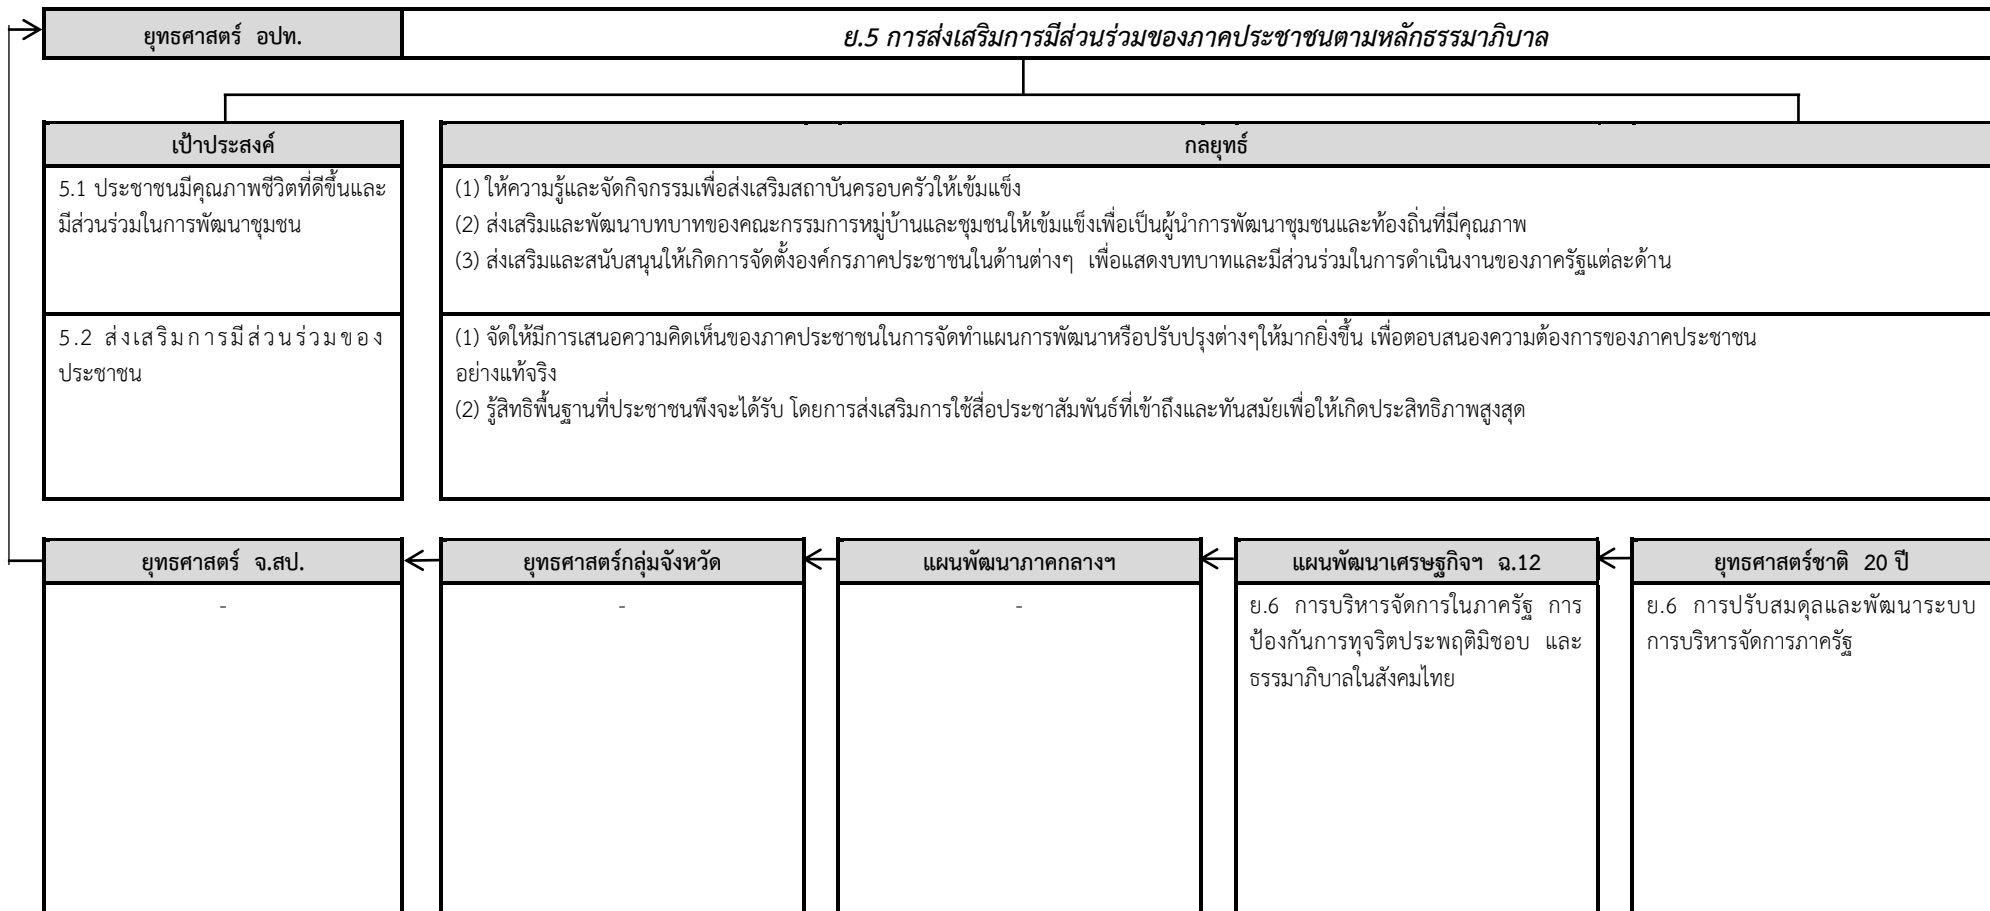 ยุทธศาสตร์ อปท.
ย.5 การส่งเสริมการมีส่วนร่วมของภาคประชาชนตามหลักธรรมาภิบาล
เป้าประสงค์
กลยุทธ์
5.1 ประชาชนมีคุณภาพชีวิตที่ดีขึ้นและ
มีส่วนร่วมในการพัฒนาชุมชน
(1) ให้ความรู้และจัดกิจกรรมเพื่อส่งเสริมสถาบันครอบครัวให้เข้มแข็ง
(2) ส่งเสริมและพัฒนาบทบาทของคณะกรรมการหมู่บ้านและชุมชนให้เข้มแข็งเพื่อเป็นผู้นำการพัฒนาชุมชนและท้องถิ่นที่มีคุณภาพ
(3) ส่งเสริมและสนับสนุนให้เกิดการจัดตั้งองค์กรภาคประชาชนในด้านต่างๆ เพื่อแสดงบทบาทและมีส่วนร่วมในการดำเนินงานของภาครัฐแต่ละด้าน
5.2 ส่งเสริมการมีส่วนร่วมของ
ประชาชน
(1) จัดให้มีการเสนอความคิดเห็นของภาคประชาชนในการจัดทำแผนการพัฒนาหรือปรับปรุงต่างๆให้มากยิ่งขึ้น เพื่อตอบสนองความต้องการของภาคประชาชน
อย่างแท้จริง
(2) รู้สิทธิพื้นฐานที่ประชาชนพึงจะได้รับ โดยการส่งเสริมการใช้สื่อประชาสัมพันธ์ที่เข้าถึงและทันสมัยเพื่อให้เกิดประสิทธิภาพสูงสุด
ยุทธศาสตร์ จ.สป.
-
ยุทธศาสตร์กลุ่มจังหวัด
-
แผนพัฒนาภาคกลางฯ
-
แผนพัฒนาเศรษฐกิจฯ ฉ.12
ย.6 การบริหารจัดการในภาครัฐ การ
ป้องกันการทุจริตประพฤติมิชอบ และ
ธรรมาภิบาลในสังคมไทย
ยุทธศาสตร์ชาติ 20 ปี
ย.6 การปรับสมดุลและพัฒนาระบบ
การบริหารจัดการภาครัฐ